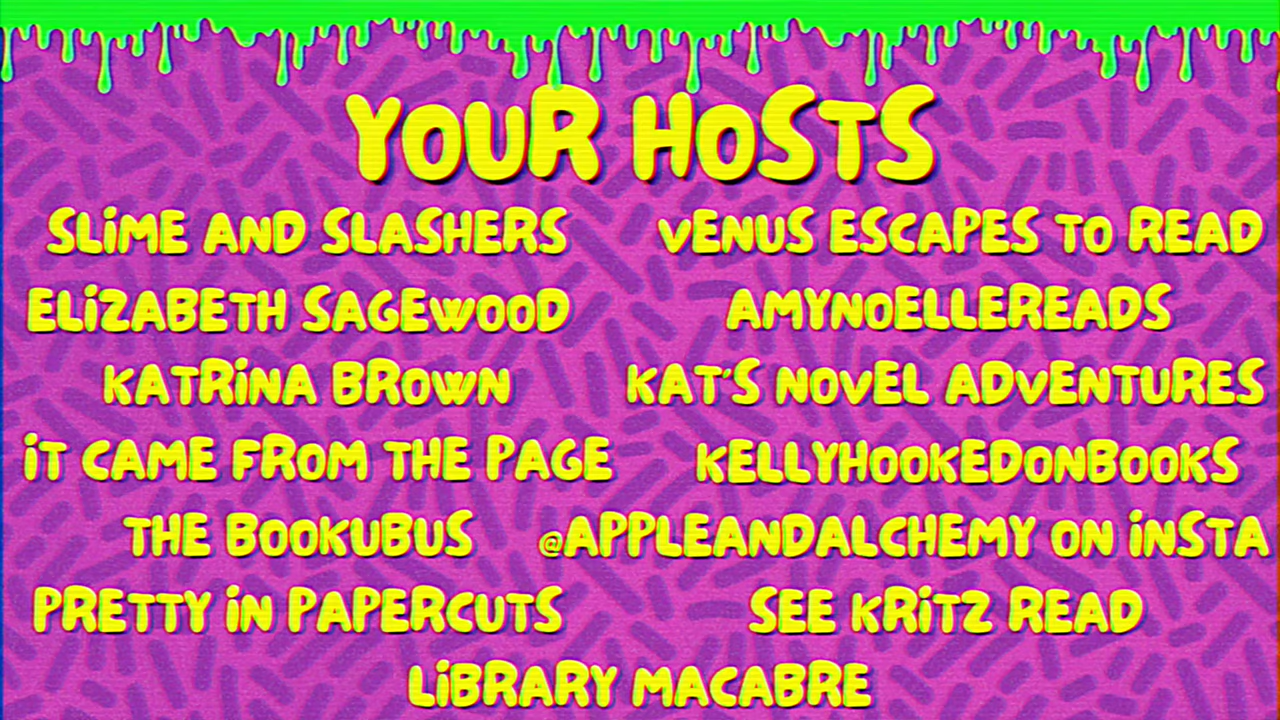 YOUR HOSTS
SLiME AND SLASHERS
VENUS ESCAPES TO READ
ELiZABETH SAGEWOOD
AMYNOELLEREADS
KATRiNA BROWN
KAT'S NOVEL ADVENTURES
iT CAME FROM THE PAGE
KELLYHOOKEDONBOOKS
THE BOOKUBUS
@APPLEANDALCHEMY ON iNSTA
PRETTY iN PAPERCUTS
SEE KRiTZ READ
LiBRARY MACABRE